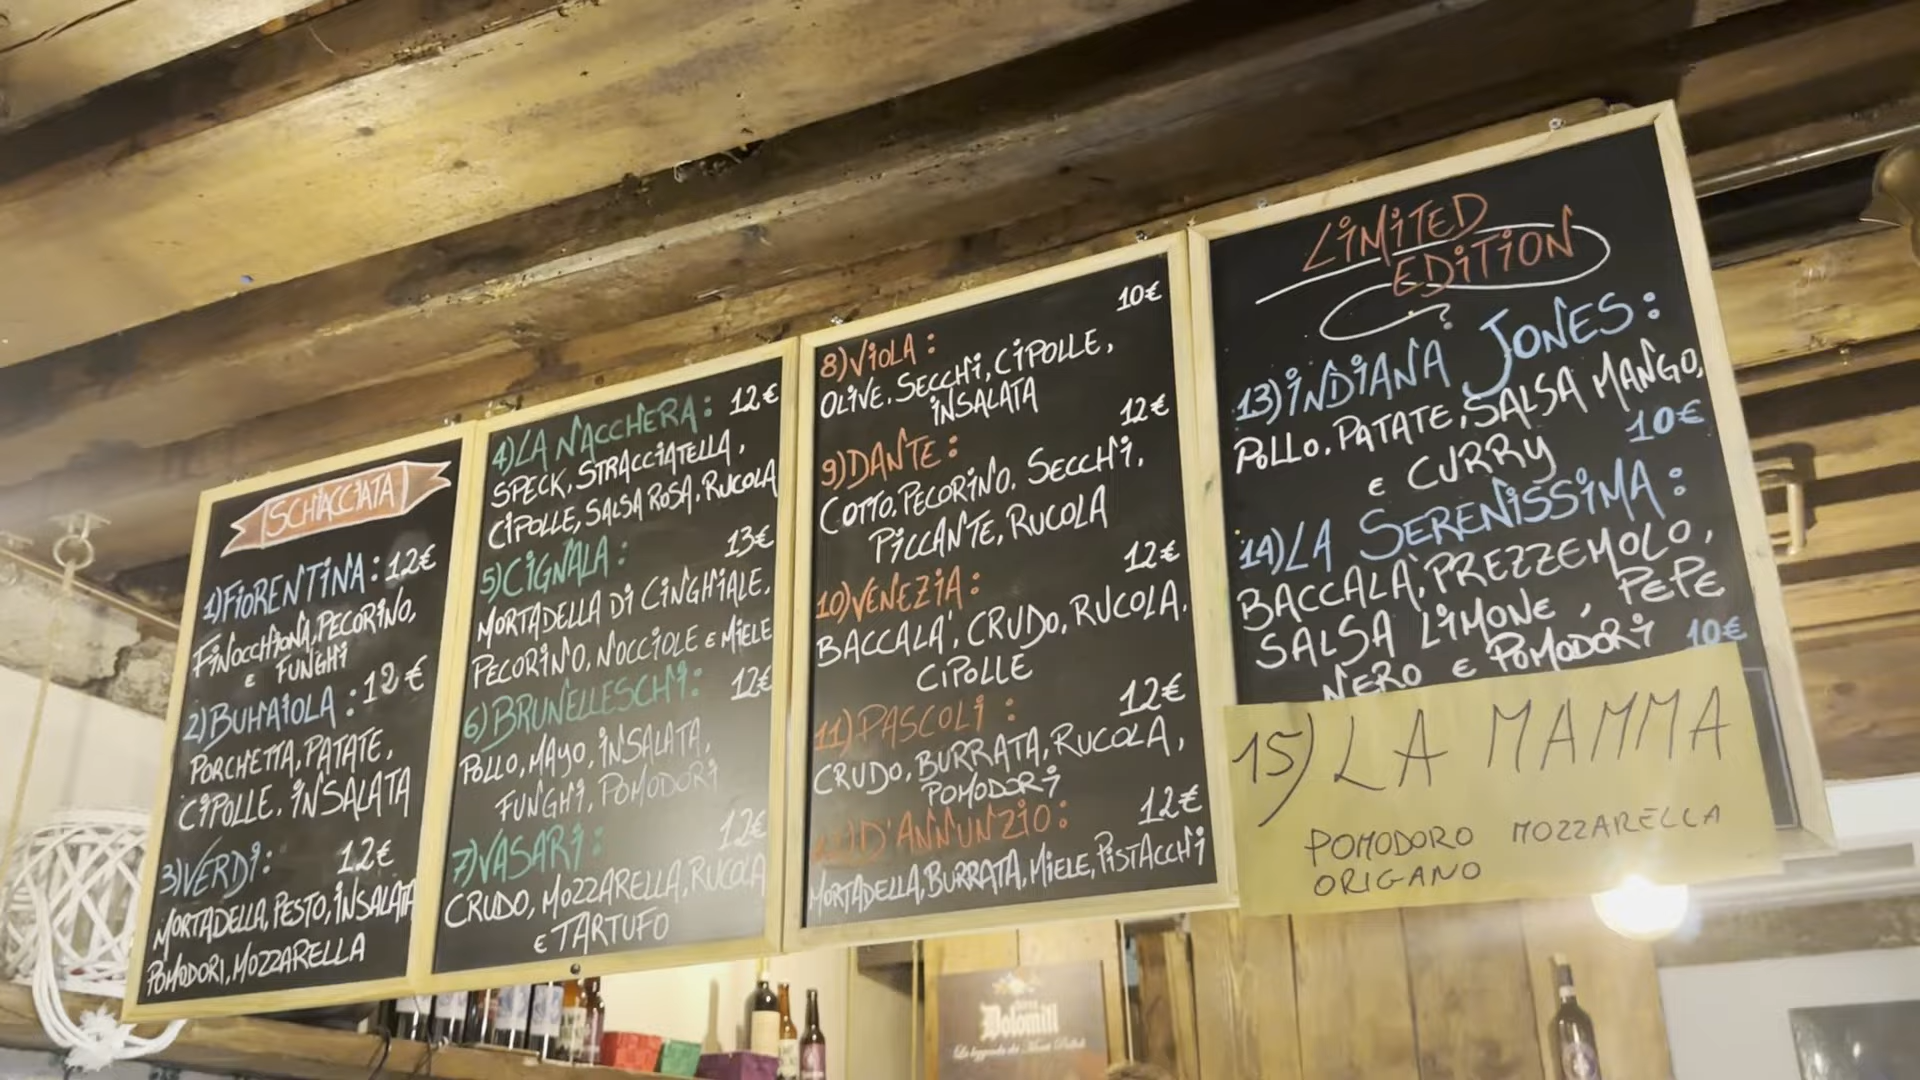 SCHIACCIATA
1) FIORENTINA: 12€
FINOCCHIONA, PECORINO,
E FUNGHI
2) BUHAIOLA: 12€
PORCHETTA, PATATE,
CIPOLLE, INSALATA
3) VERDI: 12€
MORTADELLA, PESTO, INSALATA
POMODORI, MOZZARELLA
4) LA NACCHERA: 12€
SPECK, STRACCIATELLA,
CIPOLLE, SALSA ROSA, RUCOLA
5) CIGNALA: 13€
MORTADELLA DI CINGHIALE,
PECORINO, NOCCIOLE E MIELE
6) BRUNELLESCHI: 12€
POLLO, MAYO, INSALATA,
FUNGHI, POMODORI
7) VASARI: 12€
CRUDO, MOZZARELLA, RUCOLA
E TARTUFO
8) VIOLA: 10€
OLIVE, SECCHI, CIPOLLE,
INSALATA
9) DANTE: 12€
COTTO, PECORINO, SECCHI,
PICCANTE, RUCOLA
10) VENEZIA: 12€
BACCALA', CRUDO, RUCOLA,
CIPOLLE
11) PASCOLI: 12€
CRUDO, BURRATA, RUCOLA,
POMODORI
12) D'ANNUNZIO: 12€
MORTADELLA, BURRATA, MIELE, PISTACCHI
LIMITED
EDITION
13) INDIANA JONES:
POLLO, PATATE, SALSA MANGO,
E CURRY 10€
14) LA SERENISSIMA:
BACCALA', PREZZEMOLO,
SALSA LIMONE, PEPE
NERO E POMODORI 10€
15) LA MAMMA
POMODORO MOZZARELLA
ORIGANO
Dolomiti